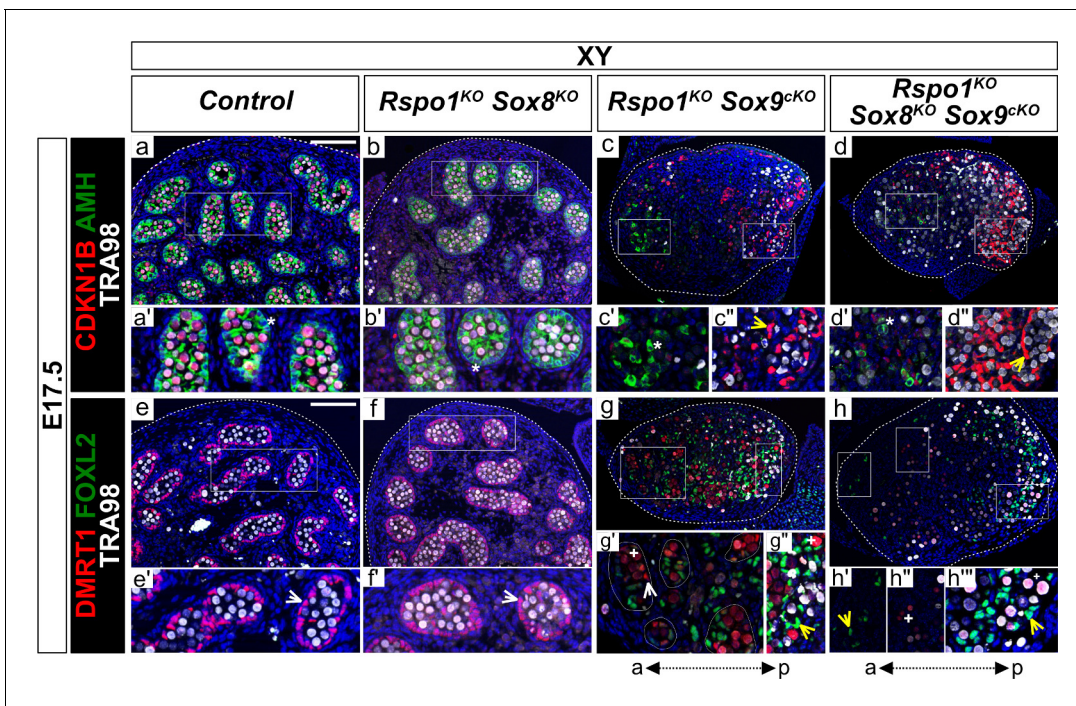 XY
Control
Rspo1KO Sox8KO
Rspo1KO Sox9cKO
Rspo1KO
Sox8KO Sox9cKO
E17.5
CDKN1B AMH
TRA98
a
b
c
d
*
a'
*
b'
*
c'
c"
*
d'
d"
DMRT1 FOXL2
TRA98
e
f
g
h
e'
f'
+
g'
+
g"
h'
+
h"
+
h'''
a p
a p